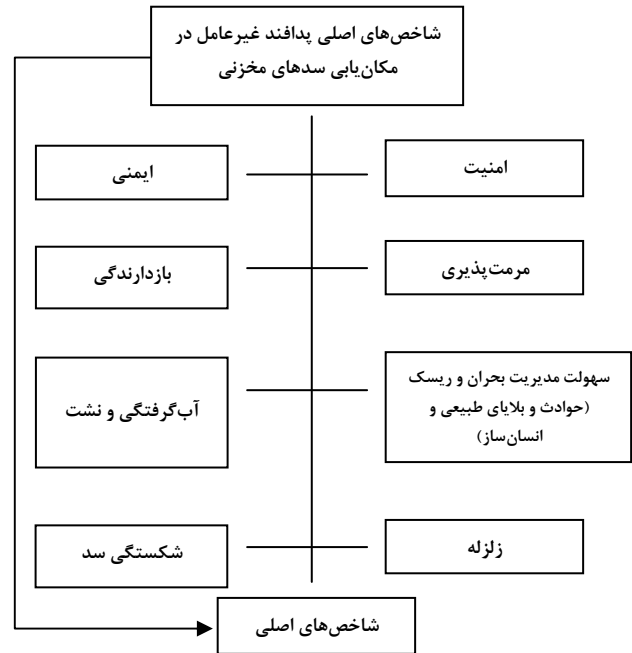 شاخص‌های اصلی پدافند غیرعامل در
مکان‌یابی سدهای مخزنی
امنیت
ایمنی
مرمت‌پذیری
بازدارندگی
سهولت مدیریت بحران و ریسک
(حوادث و بلایای طبیعی و
انسان‌ساز)
آب‌گرفتگی و نشت
زلزله
شکستگی سد
شاخص‌های اصلی